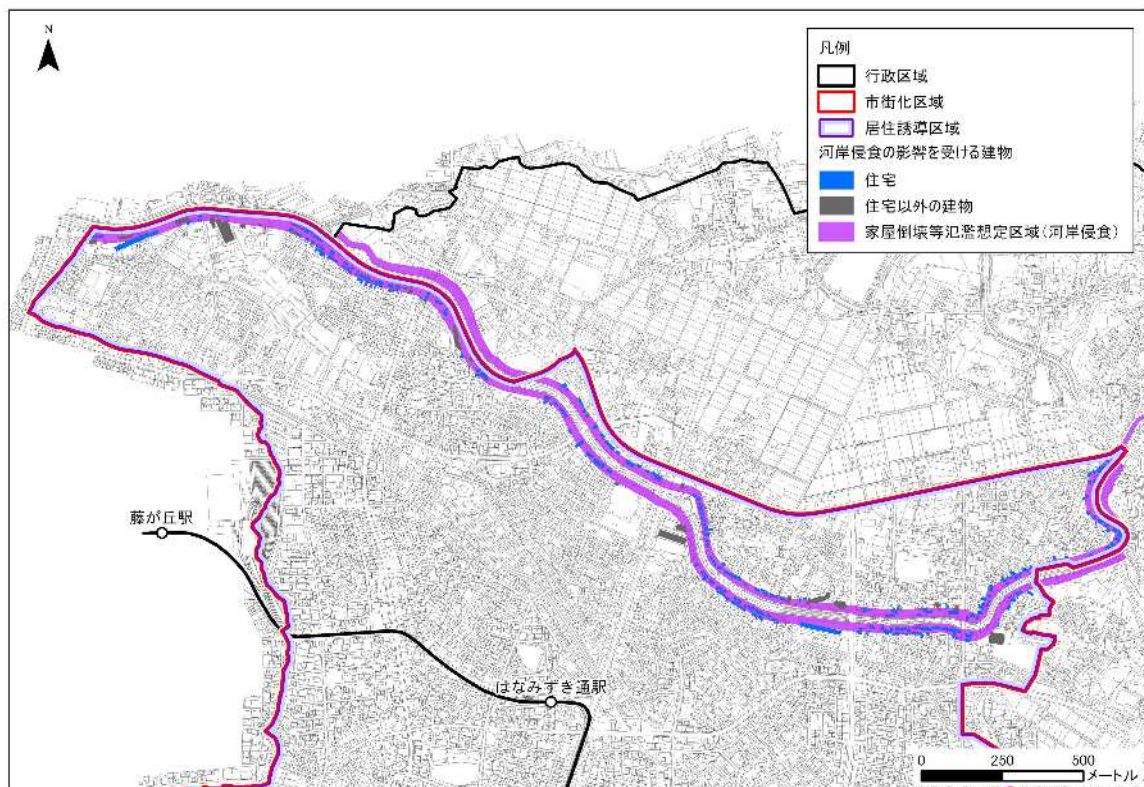 N
凡例
行政区域
市街化区域
居住誘導区域
河岸侵食の影響を受ける建物
住宅
住宅以外の建物
家屋倒壊等氾濫想定区域(河岸侵食)
藤が丘駅
はなみずき通駅
0 250 500
メートル